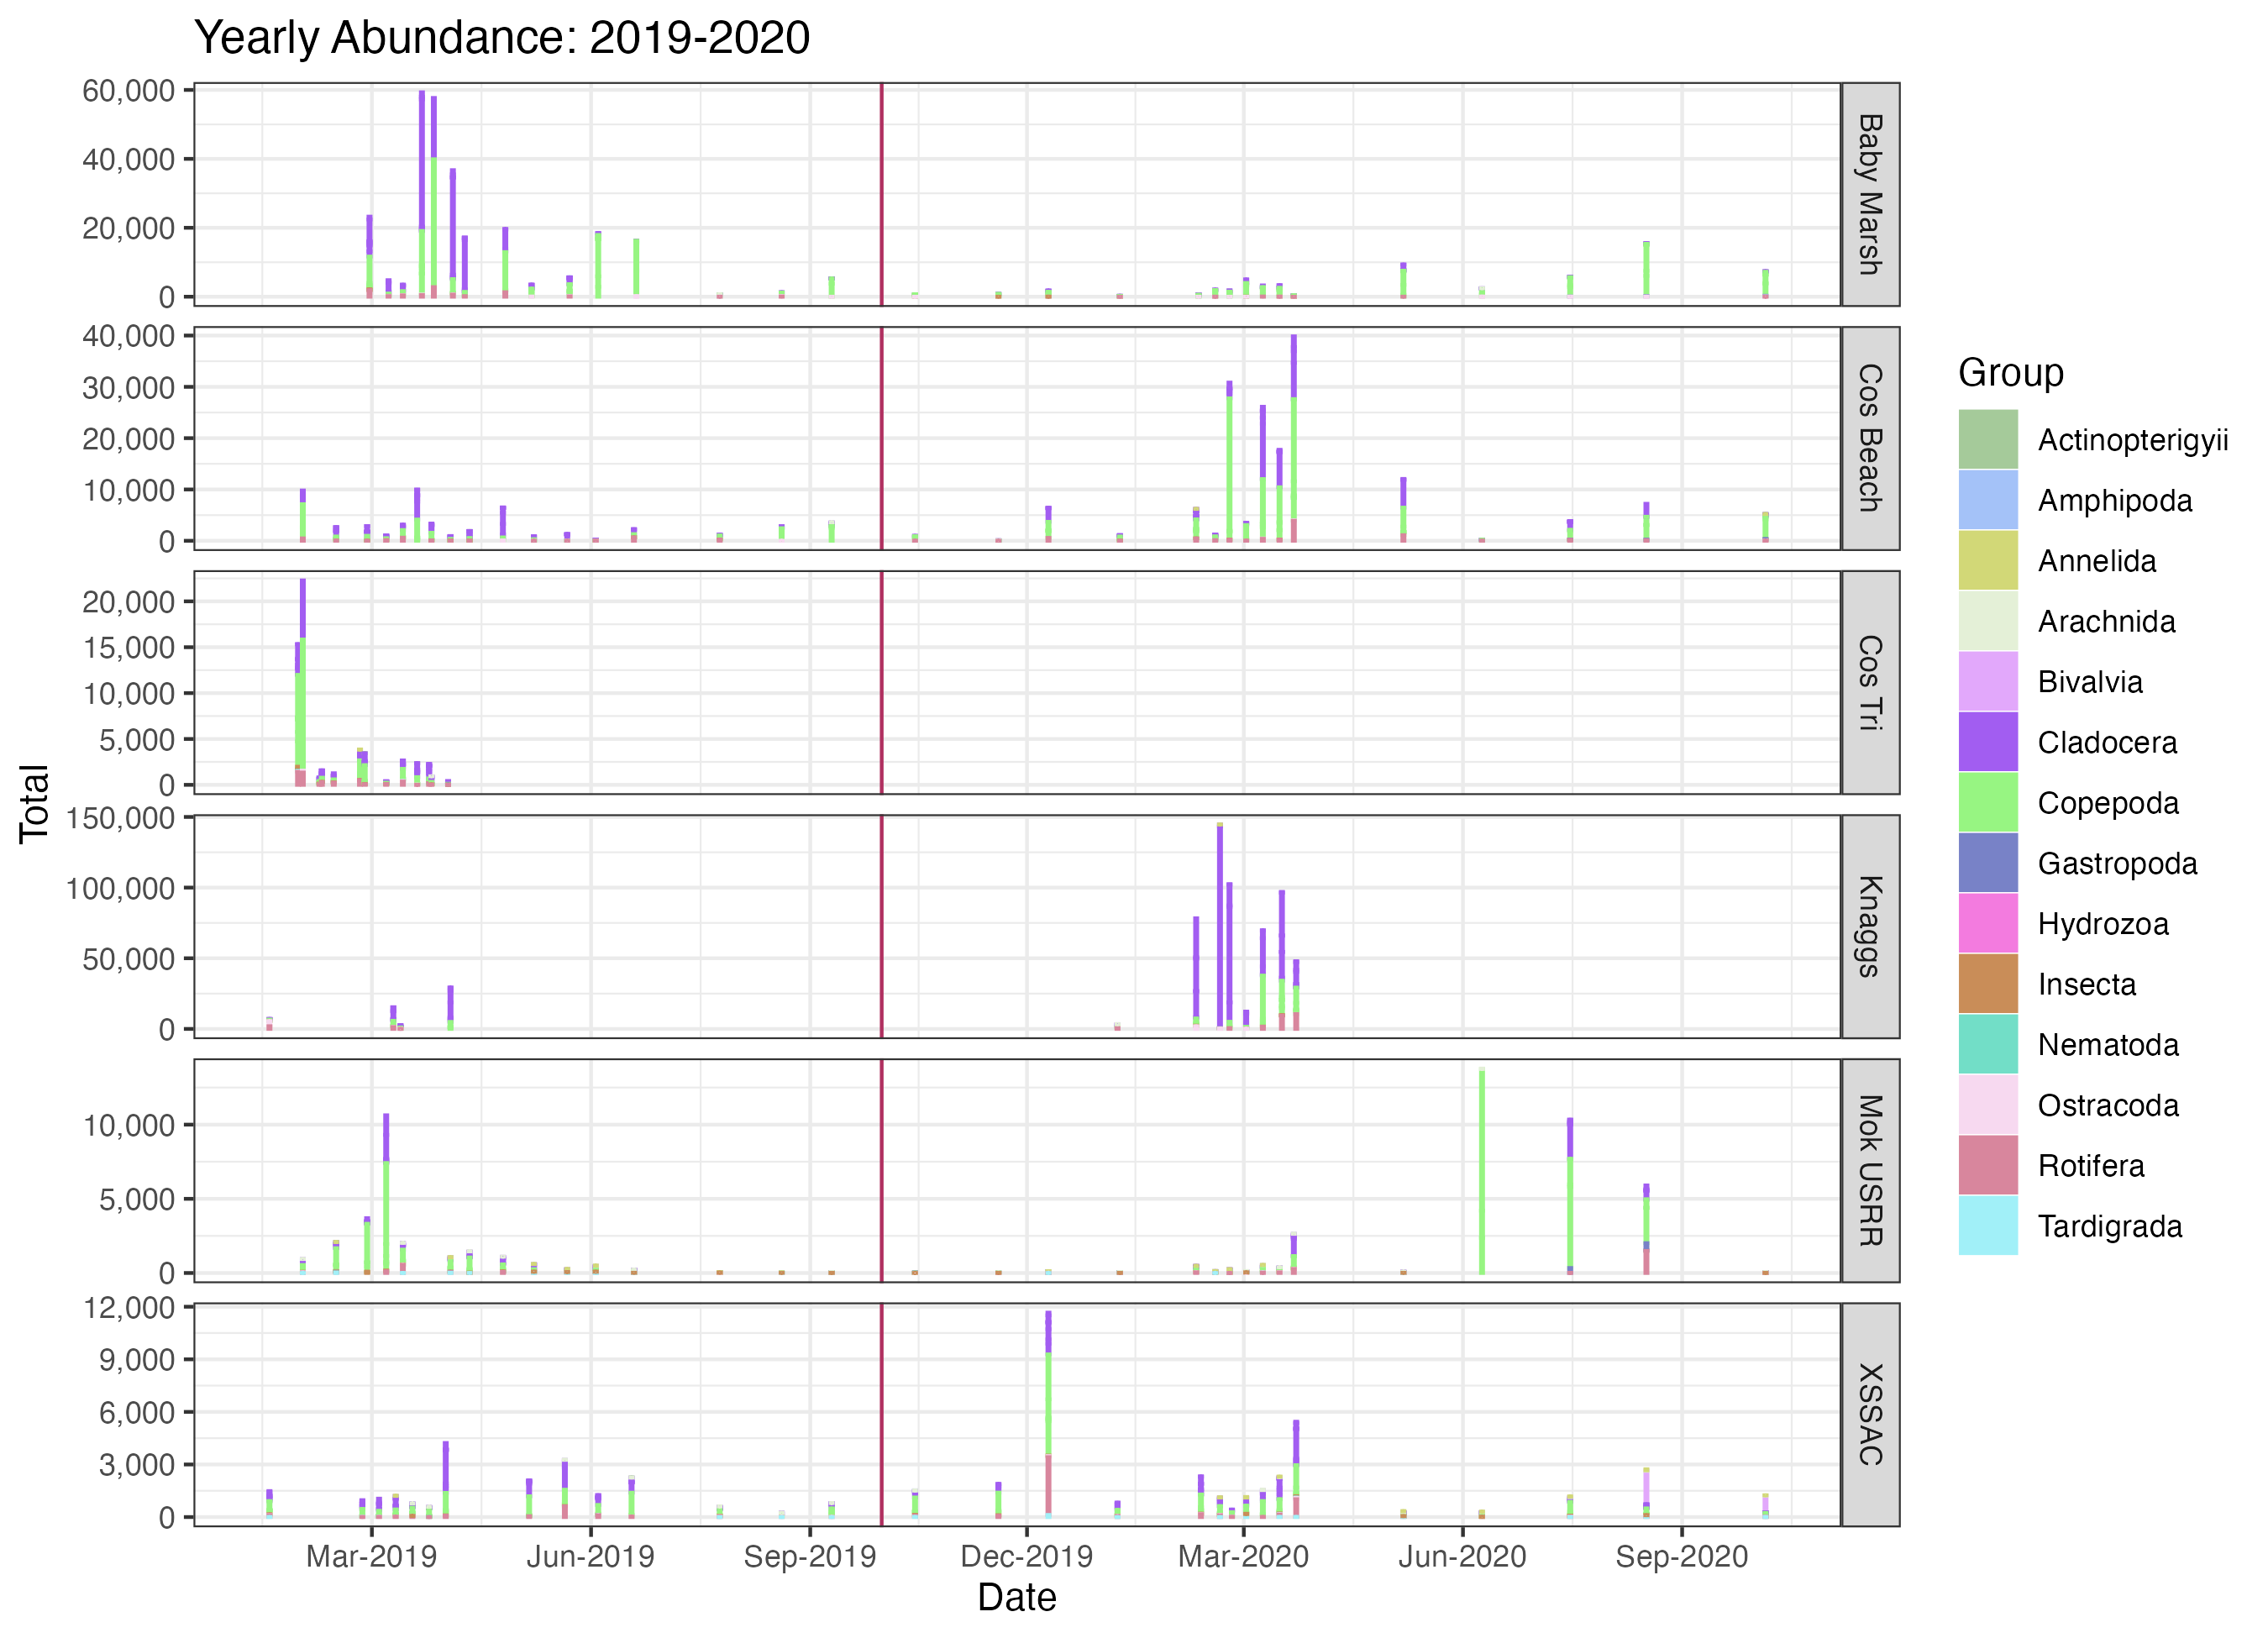 Yearly Abundance: 2019-2020
Total
60,000
40,000
20,000
0
Baby Marsh
40,000
30,000
20,000
10,000
0
Cos Beach
20,000
15,000
10,000
5,000
0
Cos Tri
150,000
100,000
50,000
0
Knaggs
10,000
5,000
0
Mok USRR
12,000
9,000
6,000
3,000
0
XSSAC
Mar-2019 Jun-2019 Sep-2019 Dec-2019 Mar-2020 Jun-2020 Sep-2020
Date
Group
Actinopterigyii
Amphipoda
Annelida
Arachnida
Bivalvia
Cladocera
Copepoda
Gastropoda
Hydrozoa
Insecta
Nematoda
Ostracoda
Rotifera
Tardigrada